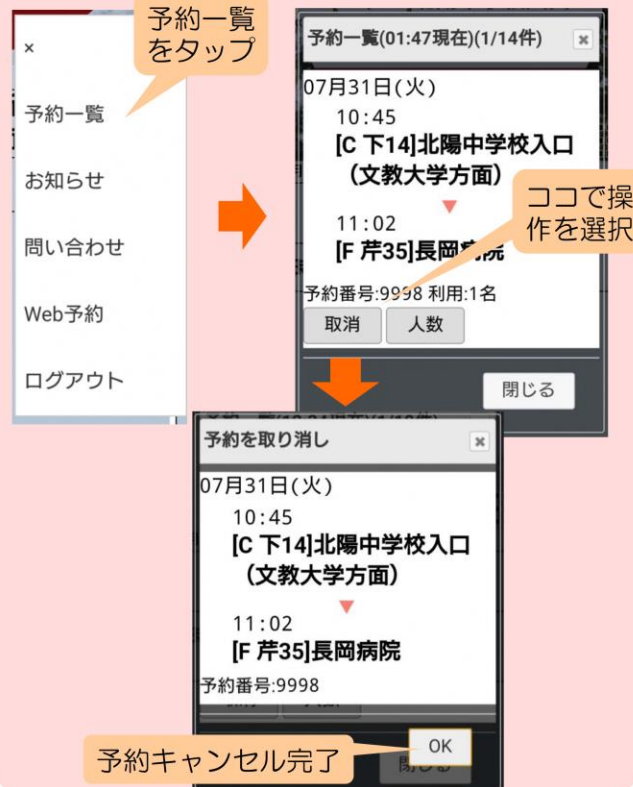 予約一覧
をタップ
×
予約一覧
お知らせ
問い合わせ
Web予約
ログアウト
予約一覧(01:47現在)(1/14件)
×
07月31日(火)
10:45
[C 下14]北陽中学校入口
（文教大学方面）
▼
11:02
[F 芹35]長岡病院
ココで操
作を選択
予約番号:9998 利用:1名
取消
人数
閉じる
予約を取り消し
×
07月31日(火)
10:45
[C 下14]北陽中学校入口
（文教大学方面）
▼
11:02
[F 芹35]長岡病院
予約番号:9998
OK
閉じる
予約キャンセル完了